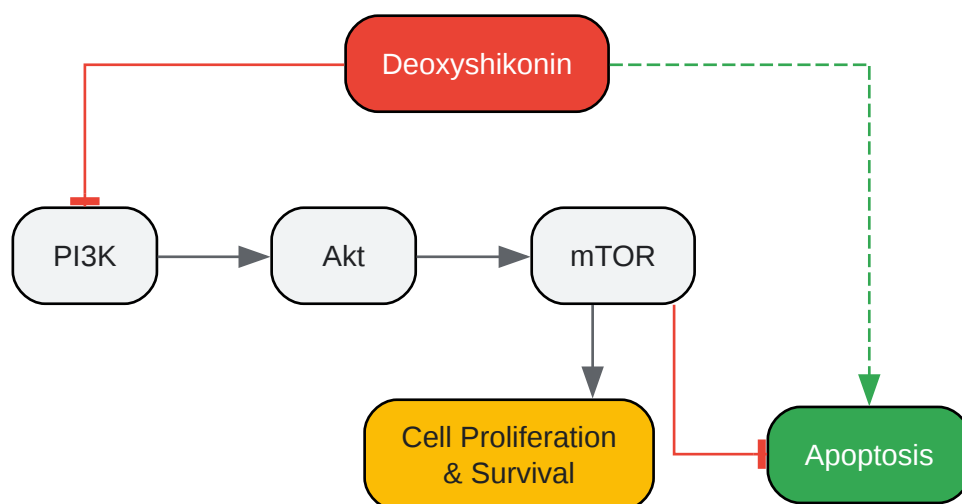 Deoxyshikonin
PI3K
Akt
mTOR
Cell Proliferation
& Survival
Apoptosis